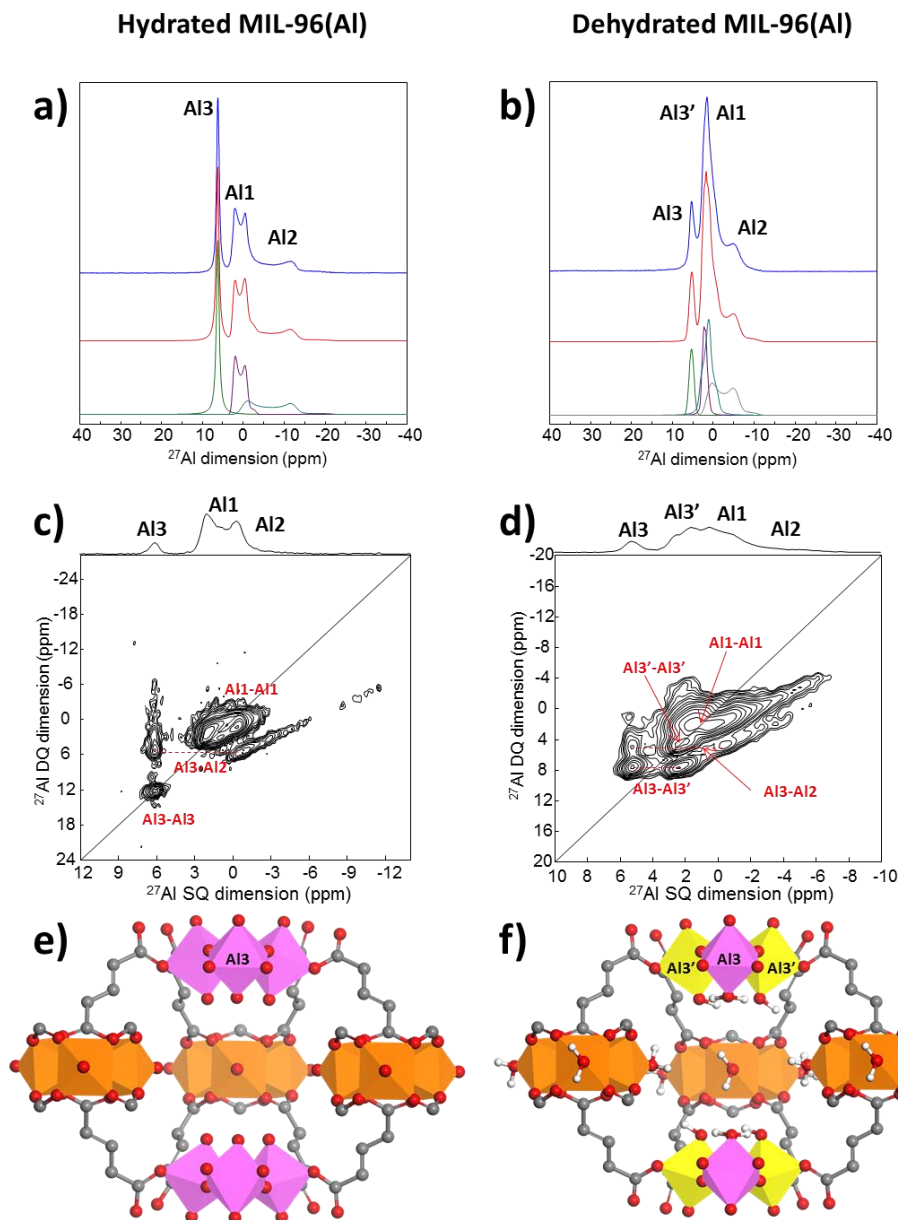 Hydrated MIL-96(Al)
Dehydrated MIL-96(Al)
a)
Al3
Al1
Al2
40 30 20 10 0 -10 -20 -30 -40
27Al dimension (ppm)
b)
Al3’
Al1
Al3
Al2
40 30 20 10 0 -10 -20 -30 -40
27Al dimension (ppm)
c)
Al3
Al1
Al2
-24
-18
-12
-6
0
6
12
18
24
27Al DQ dimension (ppm)
Al1-Al1
Al3-Al2
Al3-Al3
12 9 6 3 0 -3 -6 -9 -12
27Al SQ dimension (ppm)
d)
Al3
Al3’
Al1
Al2
-20
-16
-12
-8
-4
0
4
8
12
16
20
27Al DQ dimension (ppm)
Al1-Al1
Al3’-Al3’
Al3-Al3’
Al3-Al2
10 8 6 4 2 0 -2 -4 -6 -8 -10
27Al SQ dimension (ppm)
e)
Al3
f)
Al3’
Al3
Al3’